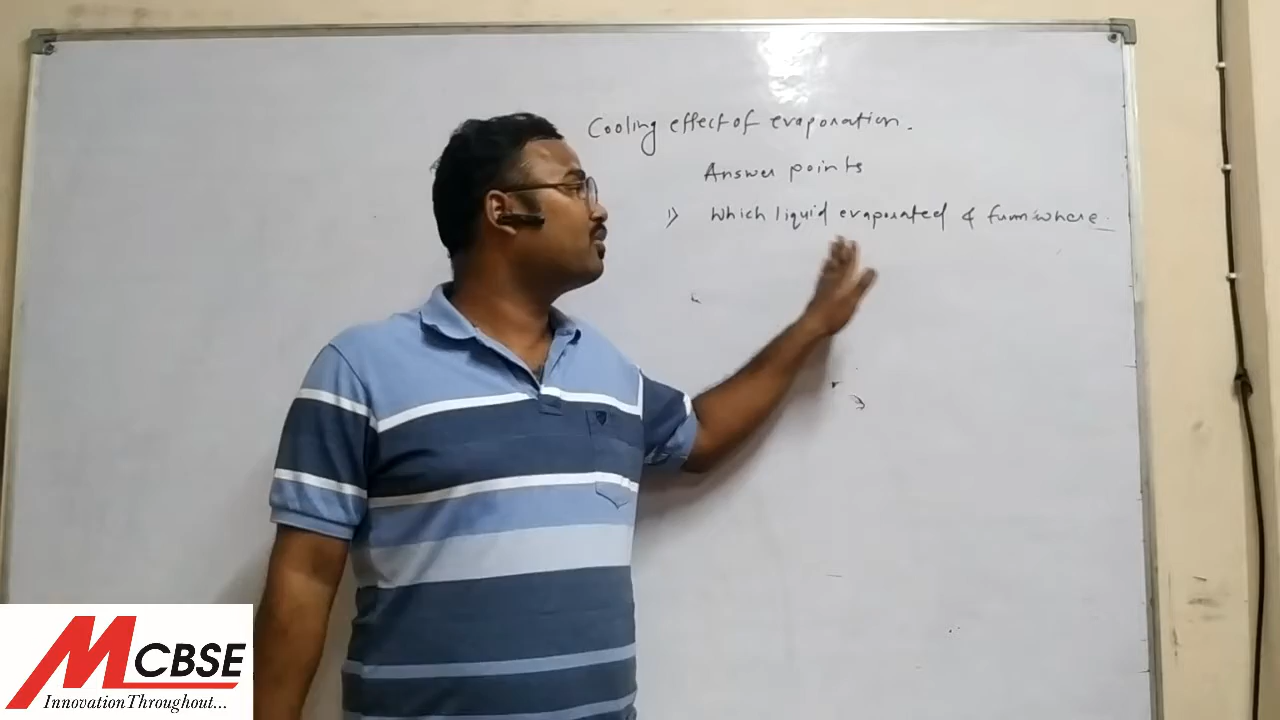 Cooling effect of evaporation.
Answer points
1) Which liquid evaporated & from where.
MCBSE
Innovation Throughout...